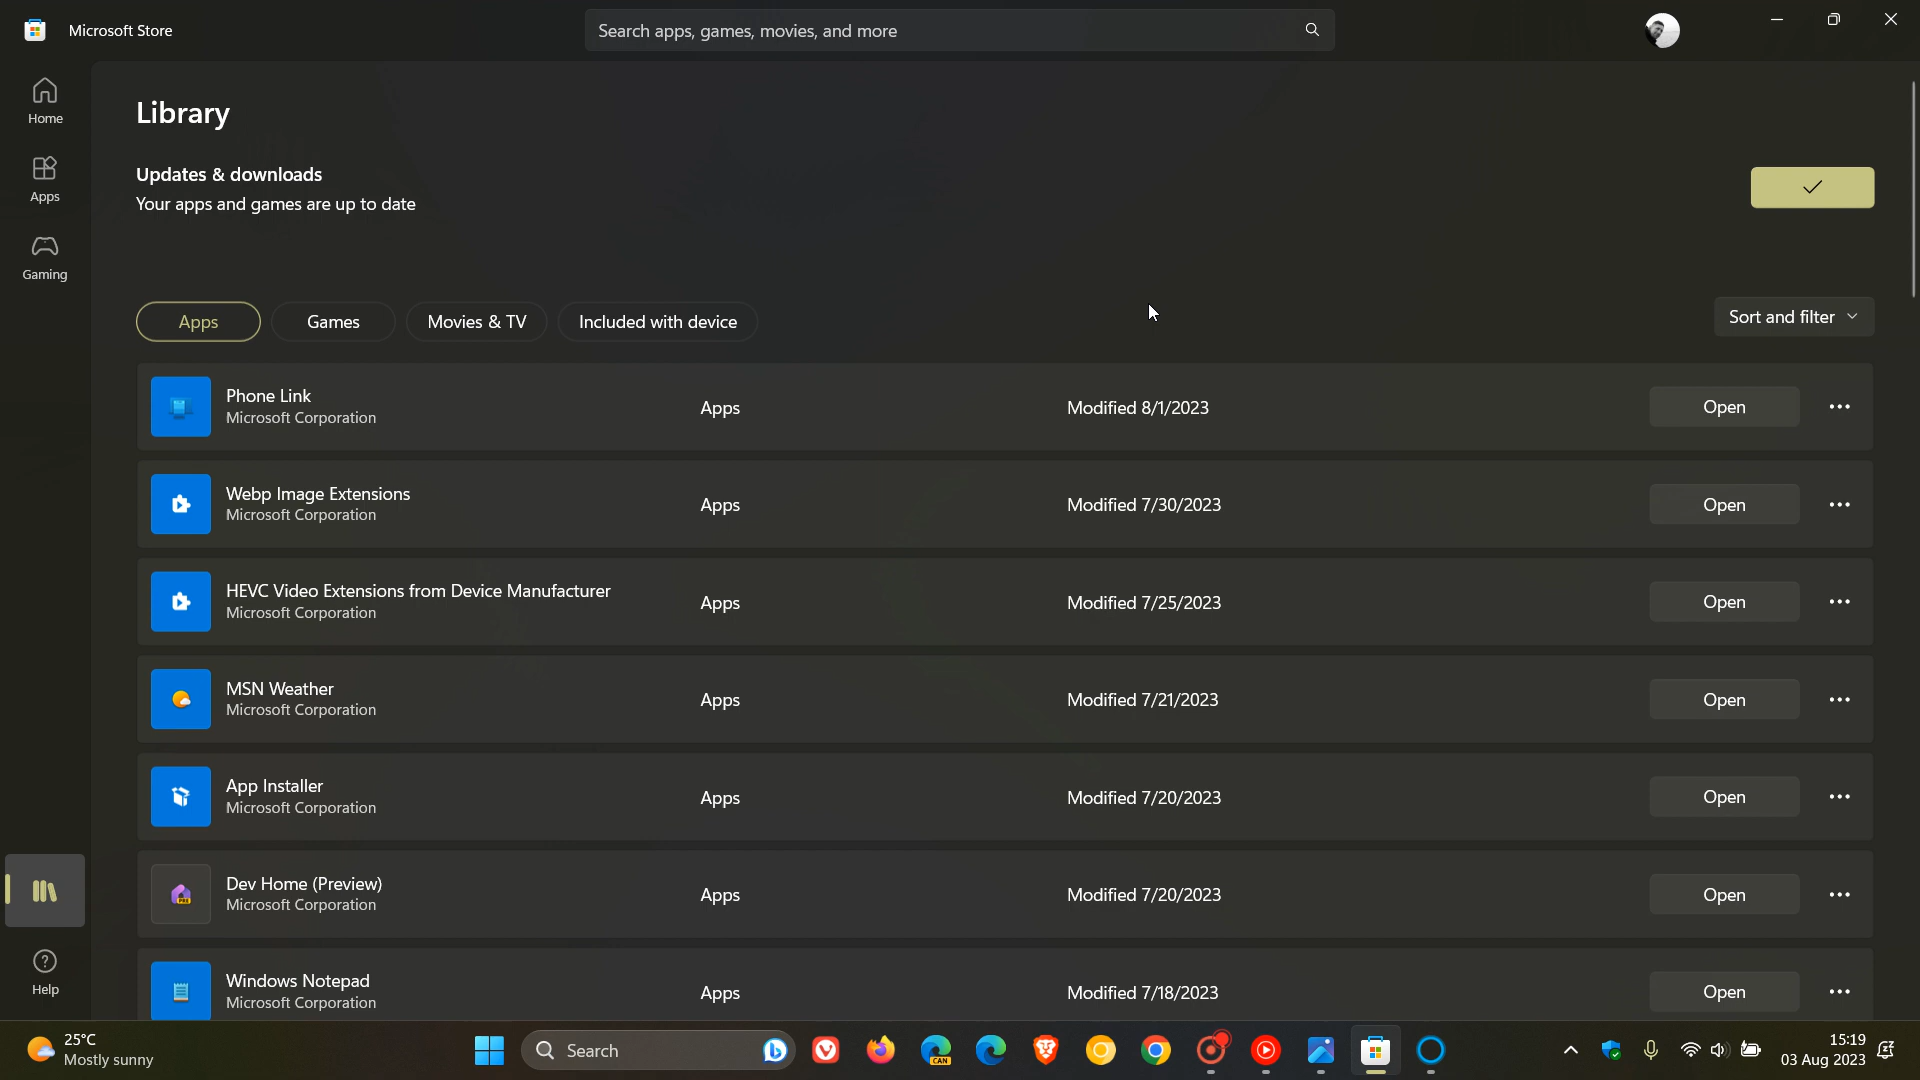 Microsoft Store
Search apps, games, movies, and more
Home
Apps
Gaming
Library
Updates & downloads
Your apps and games are up to date
Apps
Games
Movies & TV
Included with device
Sort and filter
Phone Link
Microsoft Corporation
Apps
Modified 8/1/2023
Open
Webp Image Extensions
Microsoft Corporation
Apps
Modified 7/30/2023
Open
HEVC Video Extensions from Device Manufacturer
Microsoft Corporation
Apps
Modified 7/25/2023
Open
MSN Weather
Microsoft Corporation
Apps
Modified 7/21/2023
Open
App Installer
Microsoft Corporation
Apps
Modified 7/20/2023
Open
Dev Home (Preview)
Microsoft Corporation
Apps
Modified 7/20/2023
Open
PRE
Windows Notepad
Microsoft Corporation
Apps
Modified 7/18/2023
Open
Help
25°C
Mostly sunny
Search
CAN
15:19
03 Aug 2023